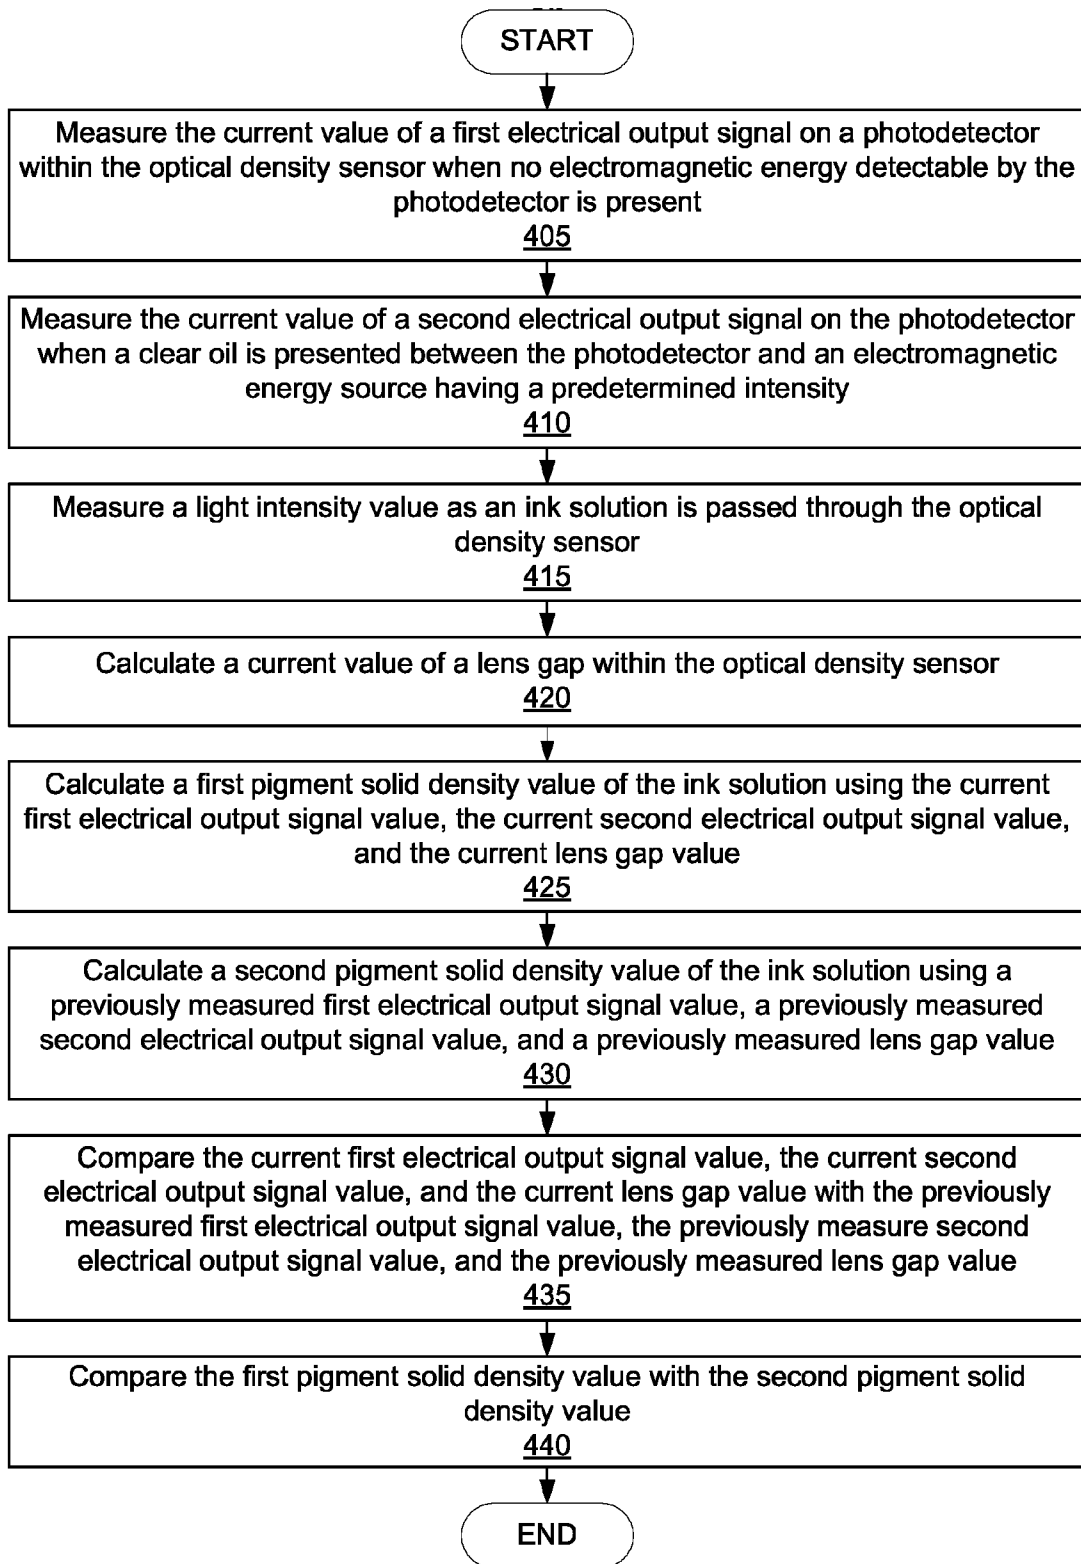 START
Measure the current value of a first electrical output signal on a photodetector
within the optical density sensor when no electromagnetic energy detectable by the
photodetector is present
405
Measure the current value of a second electrical output signal on the photodetector
when a clear oil is presented between the photodetector and an electromagnetic
energy source having a predetermined intensity
410
Measure a light intensity value as an ink solution is passed through the optical
density sensor
415
Calculate a current value of a lens gap within the optical density sensor
420
Calculate a first pigment solid density value of the ink solution using the current
first electrical output signal value, the current second electrical output signal value,
and the current lens gap value
425
Calculate a second pigment solid density value of the ink solution using a
previously measured first electrical output signal value, a previously measured
second electrical output signal value, and a previously measured lens gap value
430
Compare the current first electrical output signal value, the current second
electrical output signal value, and the current lens gap value with the previously
measured first electrical output signal value, the previously measure second
electrical output signal value, and the previously measured lens gap value
435
Compare the first pigment solid density value with the second pigment solid
density value
440
END